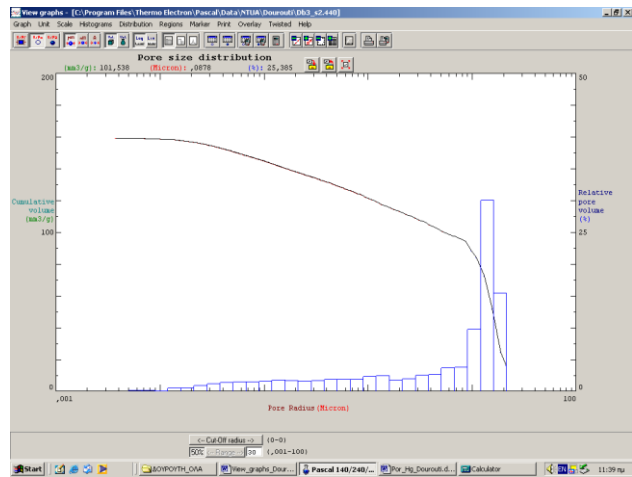 View graphs - [C:\Program Files\Thermo Electron\Pascal\Data\NTUA\Dourouti\Db3_s2.440]
Graph Unit Scale Histograms Distribution Regions Marker Print Overlay Twisted Help
Pore size distribution
(mm3/g): 101,538 (Micron): ,0878 (%): 25,385
200
50
Cumulative
volume
(mm3/g)
Relative
pore
volume
(%)
100
25
0
0
,001
100
Pore Radius(Micron)
<- Cut-Off radius -> (0-0)
50% <- Range -> 30 (,001-100)
Start ΔΟΥΡΟΥΤΗ_ΟΛΑ View_graphs_Dour... Pascal 140/240/... Por_Hg_Dourouti.d... Calculator EN 11:39 πμ